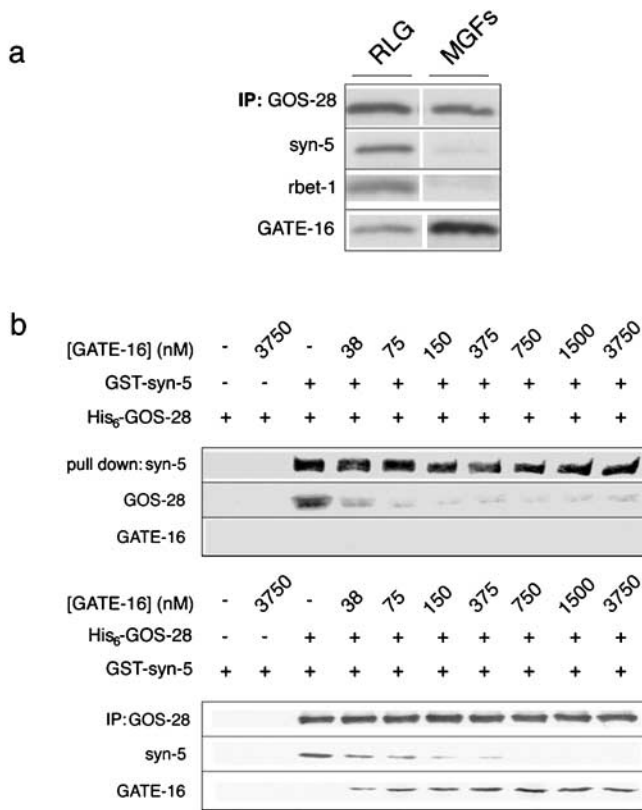 a
RLG MGFs
IP: GOS-28
syn-5
rbet-1
GATE-16
b
[GATE-16] (nM) - 3750 - 38 75 150 375 750 1500 3750
GST-syn-5 - - + + + + + + + +
His₆-GOS-28 + + + + + + + + + +
pull down: syn-5
GOS-28
GATE-16
[GATE-16] (nM) - 3750 - 38 75 150 375 750 1500 3750
His₆-GOS-28 - - + + + + + + + +
GST-syn-5 + + + + + + + + + +
IP: GOS-28
syn-5
GATE-16